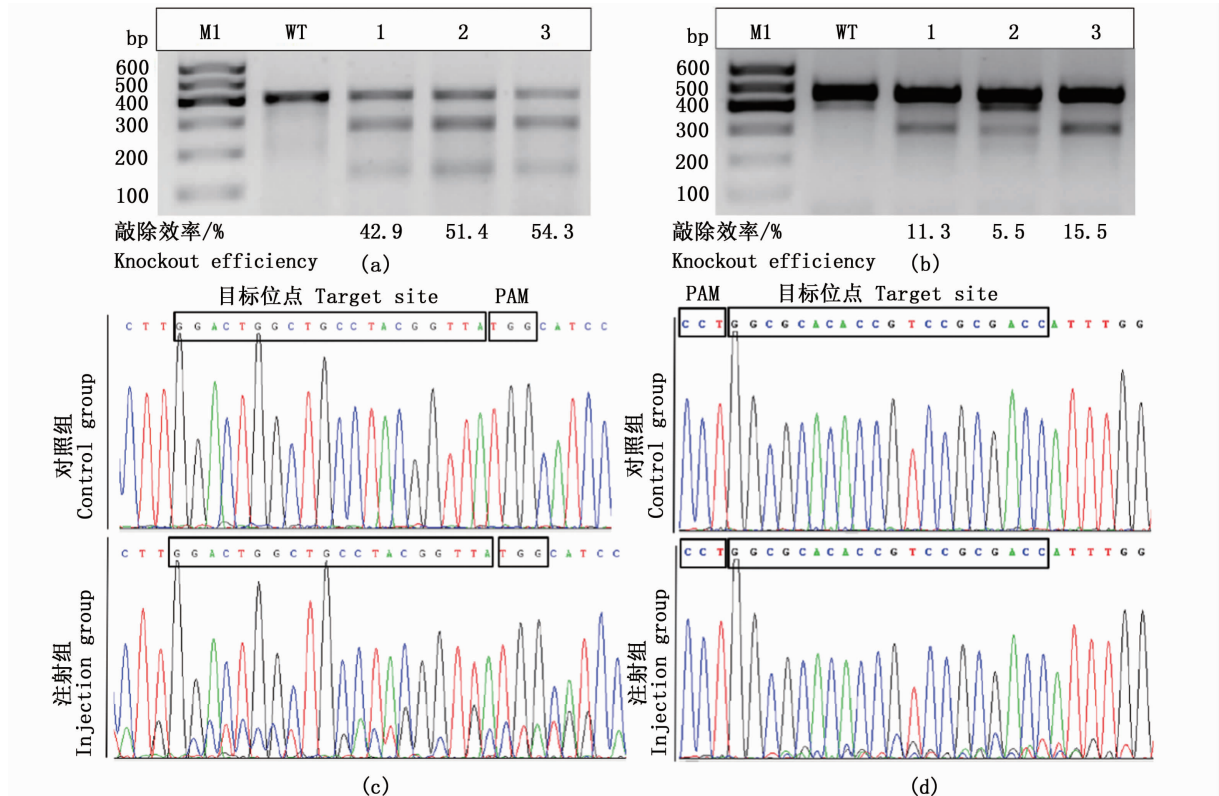 bp M1 WT 1 2 3
600
500
400
300
200
100
敲除效率/% 42.9 51.4 54.3
Knockout efficiency (a)
bp M1 WT 1 2 3
600
500
400
300
200
100
敲除效率/% 11.3 5.5 15.5
Knockout efficiency (b)
目标位点 Target site PAM
CTTGGACTGGCTGCCTACGGTTATGGCATCC
对照组
Control group
CTTGGACTGGCTGCCTACGGTTATGGCATCC
注射组
Injection group
(c)
PAM 目标位点 Target site
CCTGGCGCACACCGTCCGCGACCATTTGG
对照组
Control group
CCTGGCGCACACCGTCCGCGACCATTTGG
注射组
Injection group
(d)